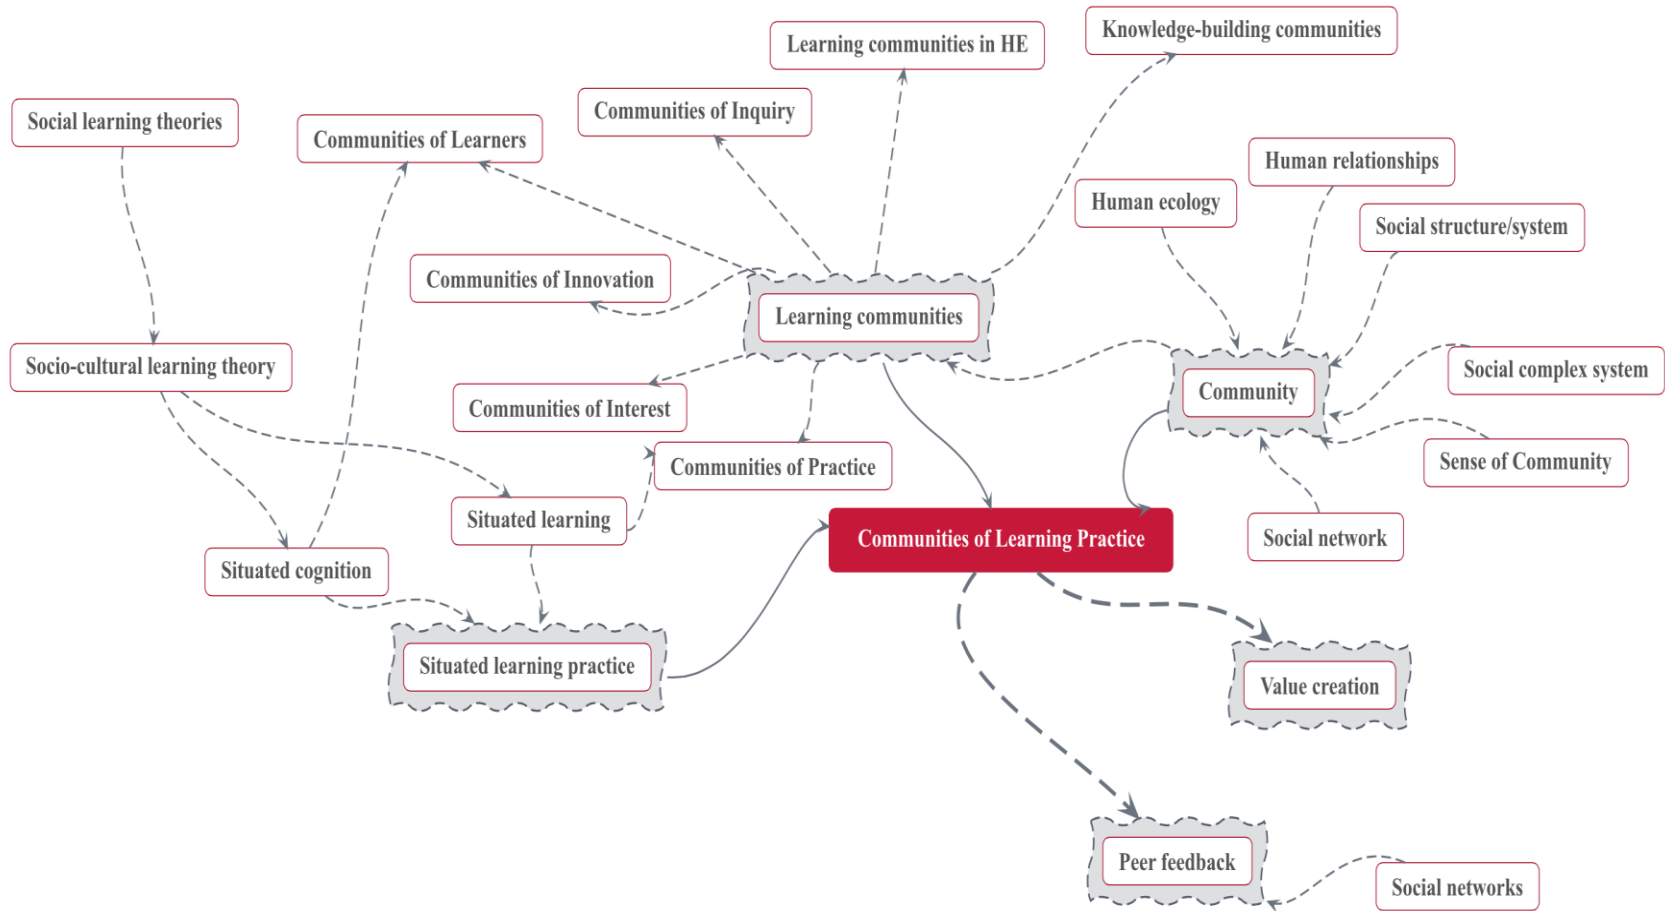 Knowledge-building communities
Learning communities in HE
Communities of Inquiry
Social learning theories
Communities of Learners
Human relationships
Human ecology
Social structure/system
Communities of Innovation
Learning communities
Socio-cultural learning theory
Social complex system
Community
Communities of Interest
Sense of Community
Communities of Practice
Situated learning
Social network
Communities of Learning Practice
Situated cognition
Situated learning practice
Value creation
Peer feedback
Social networks